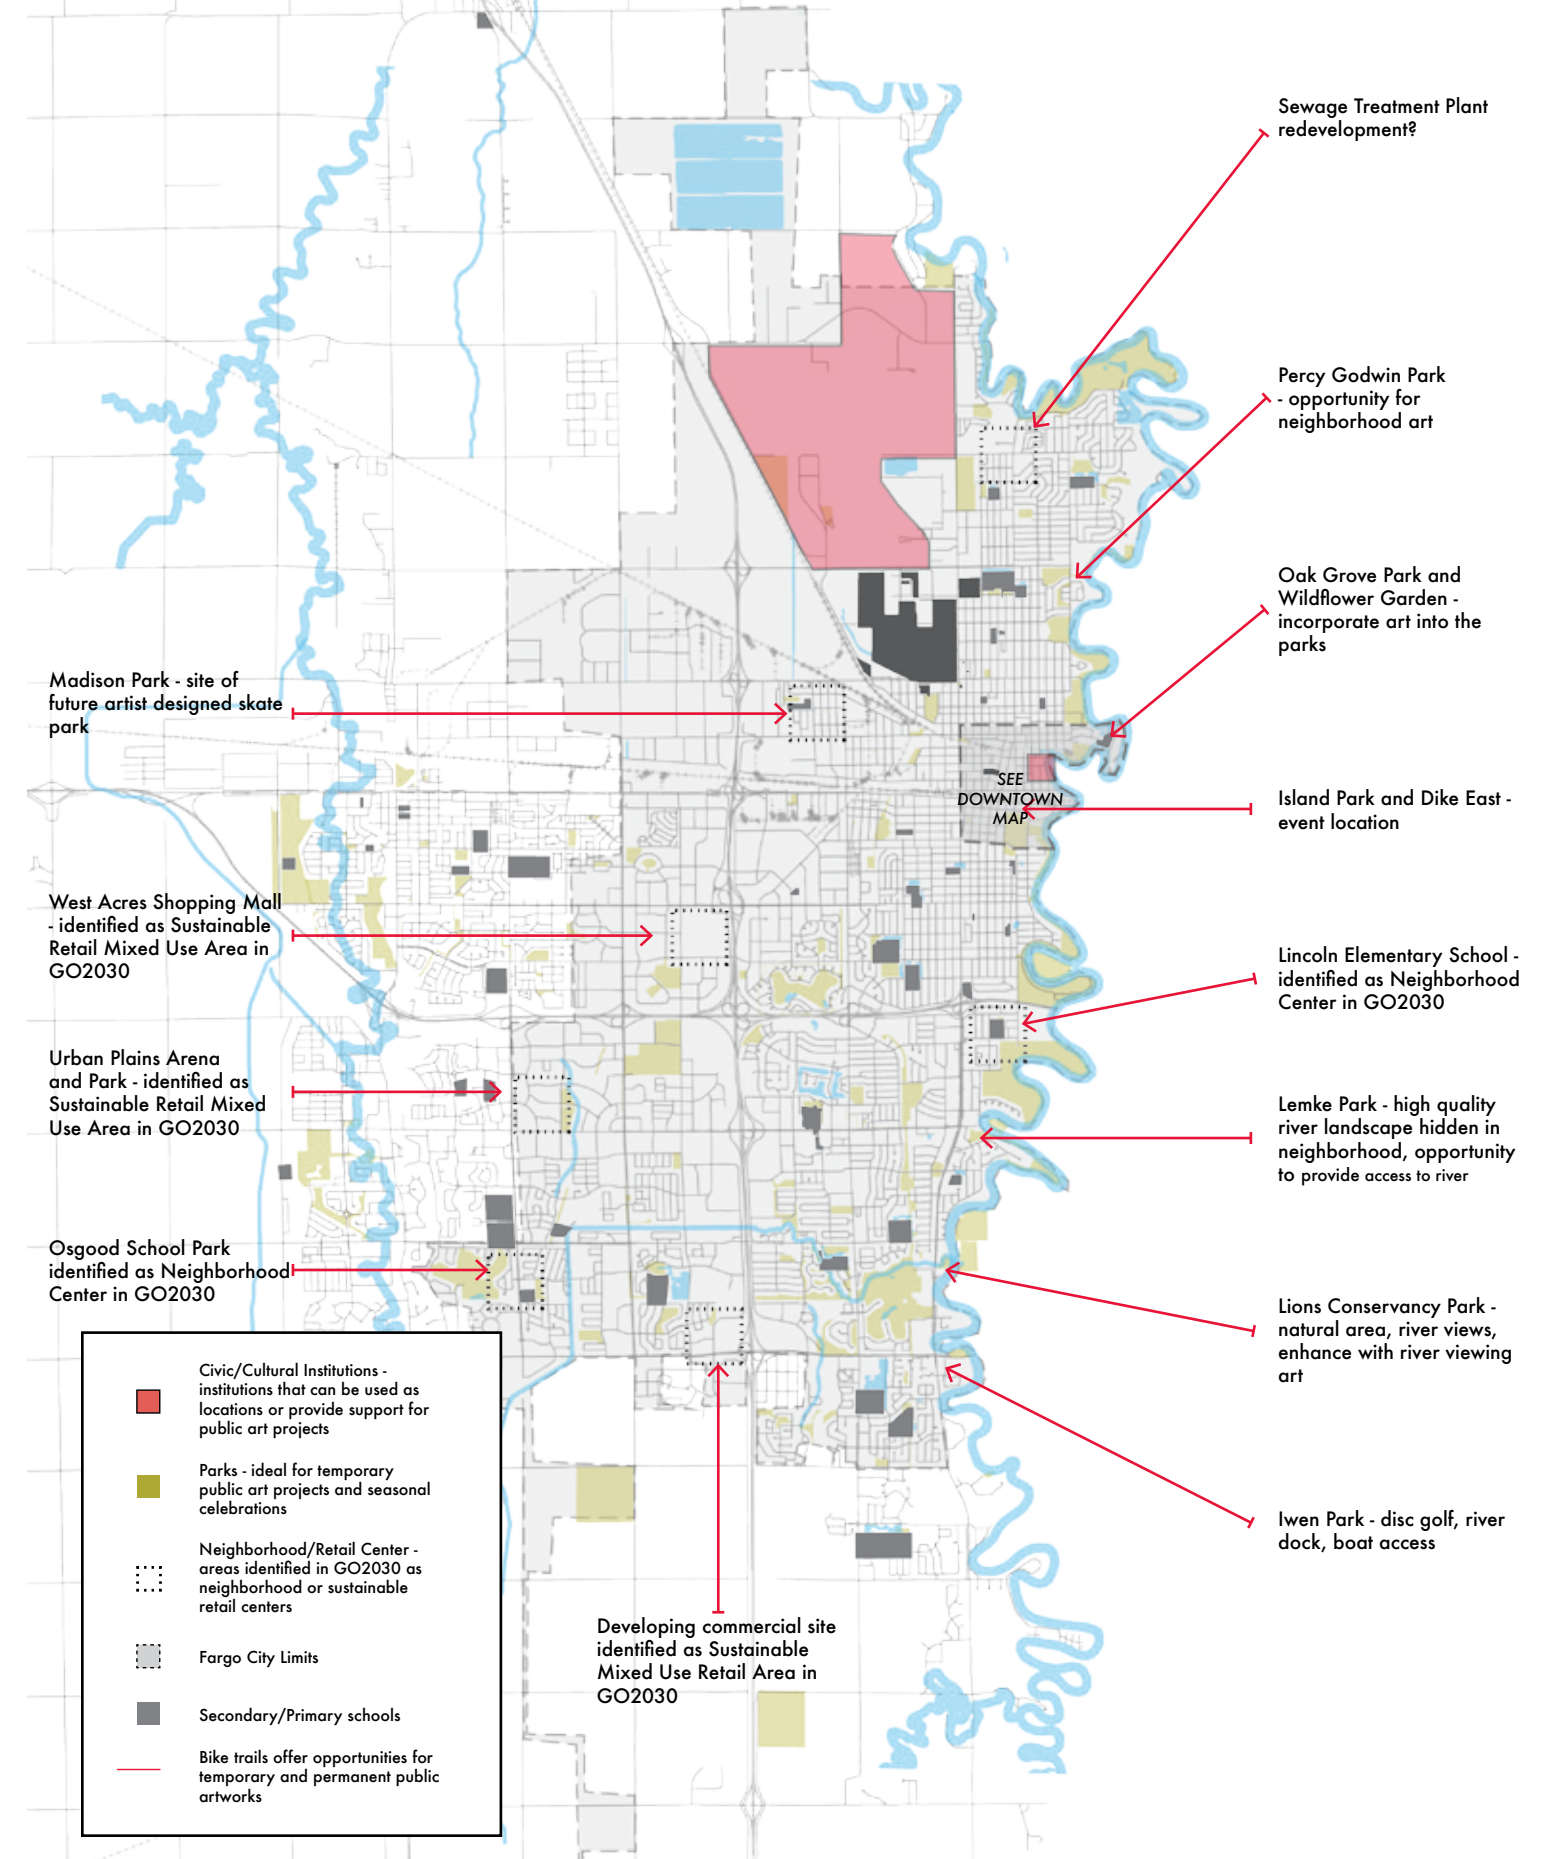 Sewage Treatment Plant
redevelopment?
Percy Godwin Park
- opportunity for
neighborhood art
Oak Grove Park and
Wildflower Garden -
incorporate art into the
parks
Madison Park - site of
future artist designed skate
park
SEE
DOWNTOWN
MAP
Island Park and Dike East -
event location
West Acres Shopping Mall
- identified as Sustainable
Retail Mixed Use Area in
GO2030
Lincoln Elementary School -
identified as Neighborhood
Center in GO2030
Urban Plains Arena
and Park - identified as
Sustainable Retail Mixed
Use Area in GO2030
Lemke Park - high quality
river landscape hidden in
neighborhood, opportunity
to provide access to river
Osgood School Park
identified as Neighborhood
Center in GO2030
Lions Conservancy Park -
natural area, river views,
enhance with river viewing
art
Iwen Park - disc golf, river
dock, boat access
Developing commercial site
identified as Sustainable
Mixed Use Retail Area in
GO2030
Civic/Cultural Institutions -
institutions that can be used as
locations or provide support for
public art projects
Parks - ideal for temporary
public art projects and seasonal
celebrations
Neighborhood/Retail Center -
areas identified in GO2030 as
neighborhood or sustainable
retail centers
Fargo City Limits
Secondary/Primary schools
Bike trails offer opportunities for
temporary and permanent public
artworks